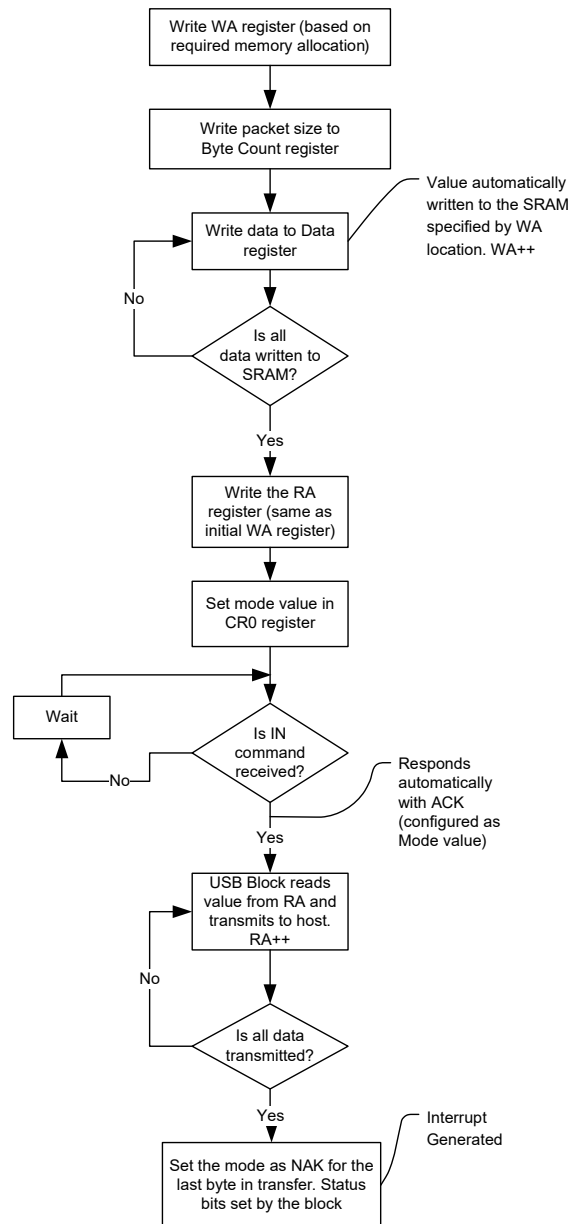 Write WA register (based on
required memory allocation)
Write packet size to
Byte Count register
Value automatically
written to the SRAM
specified by WA
location. WA++
Write data to Data
register
No
Is all
data written to
SRAM?
Yes
Write the RA
register (same as
initial WA register)
Set mode value in
CR0 register
Wait
Is IN
command
received?
No
Responds
automatically
with ACK
(configured as
Mode value)
Yes
USB Block reads
value from RA and
transmits to host.
RA++
No
Is all data
transmitted?
Yes
Interrupt
Generated
Set the mode as NAK for the
last byte in transfer. Status
bits set by the block